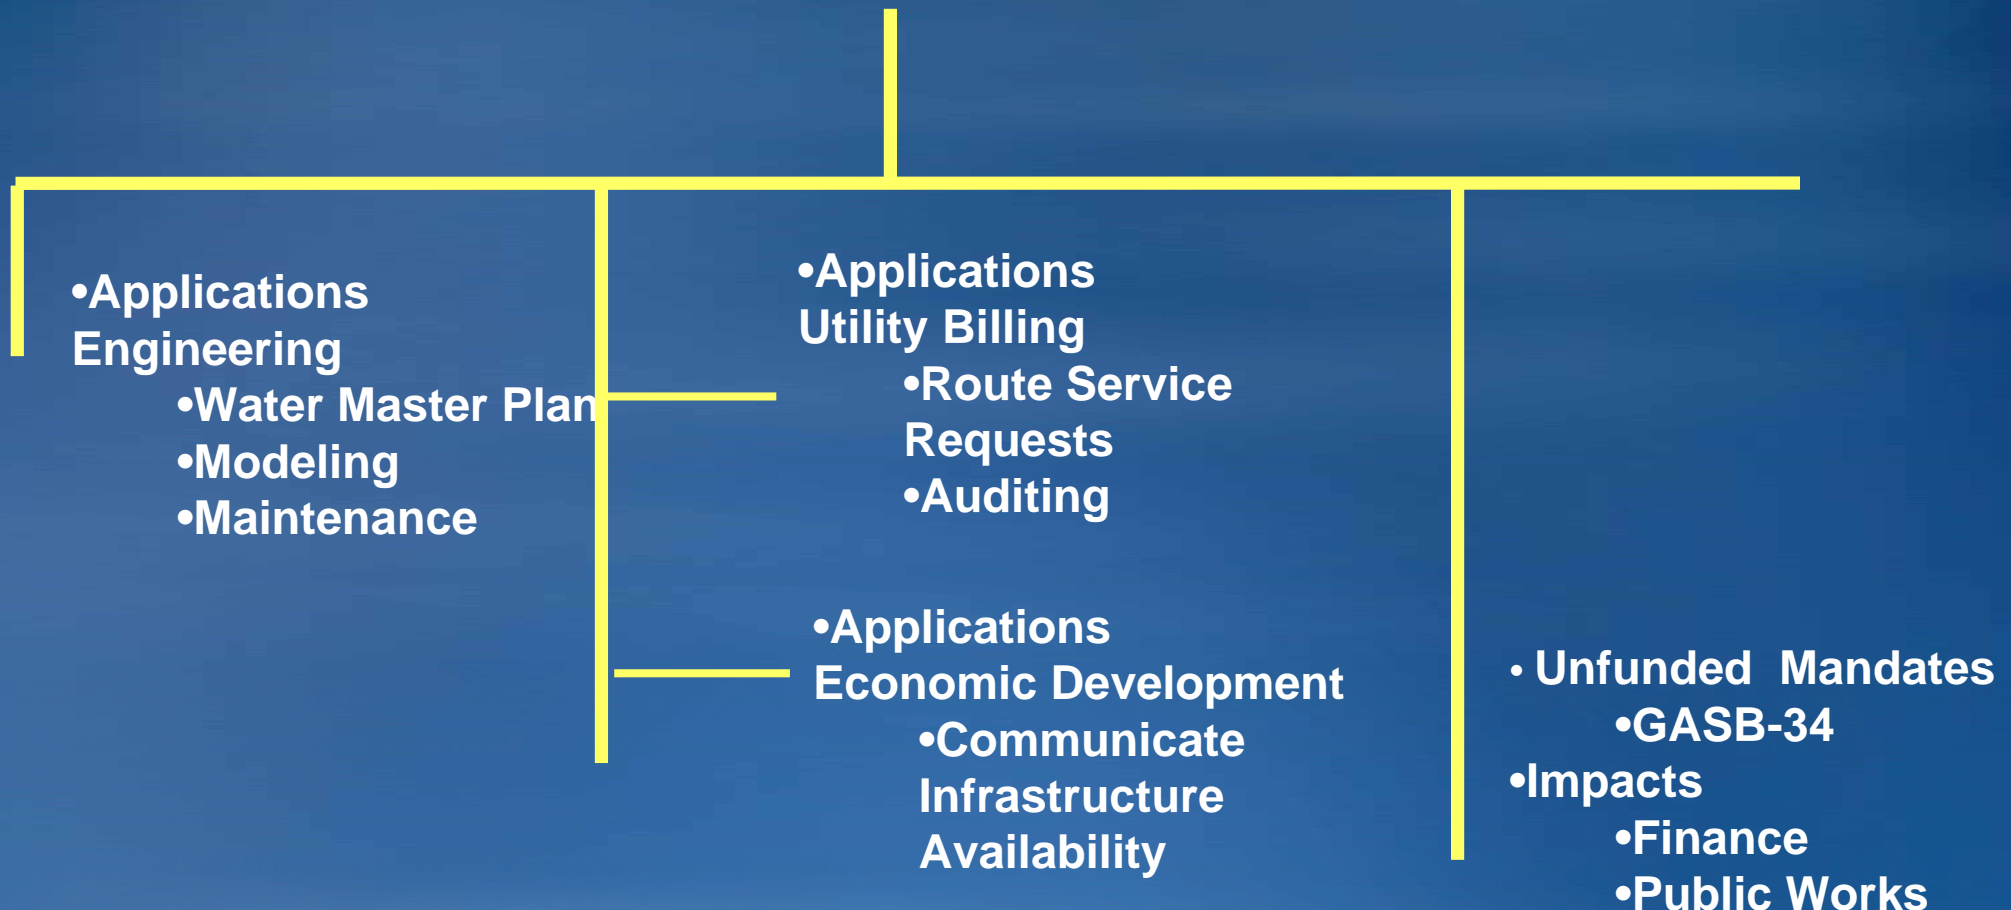 •Applications
Engineering
•Water Master Plan
•Modeling
•Maintenance
•Applications
Utility Billing
•Route Service
Requests
•Auditing
•Applications
Economic Development
•Communicate
Infrastructure
Availability
• Unfunded  Mandates
•GASB-34
•Impacts
•Finance
•Public Works